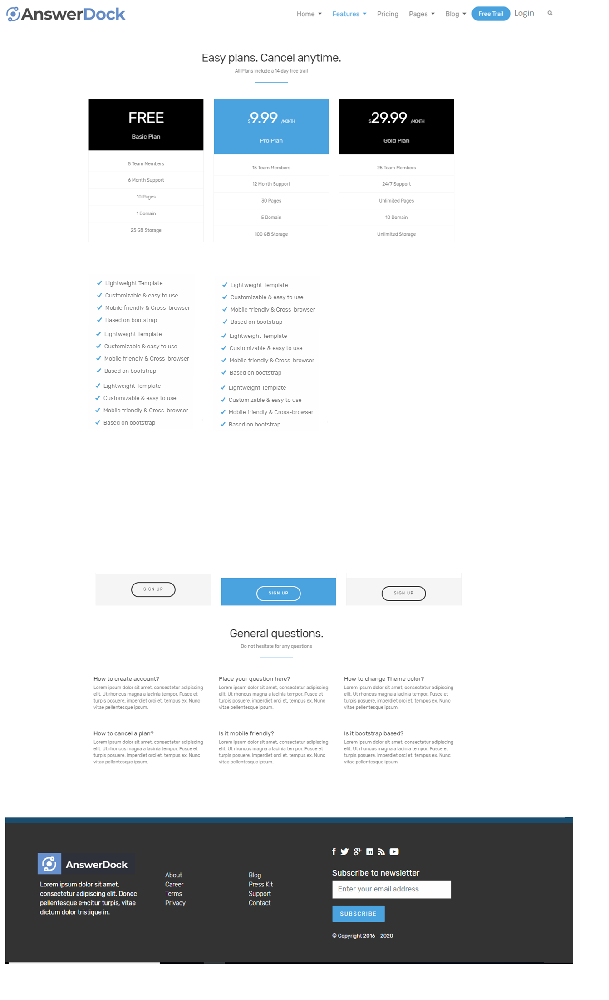 AnswerDock
Home Features Pricing Pages Blog Free Trail Login
Easy plans. Cancel anytime.
All Plans Include a 14 day free trail
FREE
Basic Plan
5 Team Members
6 Month Support
10 Pages
1 Domain
25 GB Storage
$9.99 /MONTH
Pro Plan
15 Team Members
12 Month Support
30 Pages
5 Domain
100 GB Storage
$29.99 /MONTH
Gold Plan
25 Team Members
24/7 Support
Unlimited Pages
10 Domain
Unlimited Storage
Lightweight Template
Customizable & easy to use
Mobile friendly & Cross-browser
Based on bootstrap
Lightweight Template
Customizable & easy to use
Mobile friendly & Cross-browser
Based on bootstrap
Lightweight Template
Customizable & easy to use
Mobile friendly & Cross-browser
Based on bootstrap
Lightweight Template
Customizable & easy to use
Mobile friendly & Cross-browser
Based on bootstrap
Lightweight Template
Customizable & easy to use
Mobile friendly & Cross-browser
Based on bootstrap
Lightweight Template
Customizable & easy to use
Mobile friendly & Cross-browser
Based on bootstrap
SIGN UP
SIGN UP
SIGN UP
General questions.
Do not hesitate for any questions
How to create account?
Lorem ipsum dolor sit amet, consectetur adipiscing
elit. Ut rhoncus magna a lacinia tempor. Fusce et
turpis posuere, imperdiet orci et, tempus ex. Nunc
vitae pellentesque ipsum.
Place your question here?
Lorem ipsum dolor sit amet, consectetur adipiscing
elit. Ut rhoncus magna a lacinia tempor. Fusce et
turpis posuere, imperdiet orci et, tempus ex. Nunc
vitae pellentesque ipsum.
How to change Theme color?
Lorem ipsum dolor sit amet, consectetur adipiscing
elit. Ut rhoncus magna a lacinia tempor. Fusce et
turpis posuere, imperdiet orci et, tempus ex. Nunc
vitae pellentesque ipsum.
How to cancel a plan?
Lorem ipsum dolor sit amet, consectetur adipiscing
elit. Ut rhoncus magna a lacinia tempor. Fusce et
turpis posuere, imperdiet orci et, tempus ex. Nunc
vitae pellentesque ipsum.
Is it mobile friendly?
Lorem ipsum dolor sit amet, consectetur adipiscing
elit. Ut rhoncus magna a lacinia tempor. Fusce et
turpis posuere, imperdiet orci et, tempus ex. Nunc
vitae pellentesque ipsum.
Is it bootstrap based?
Lorem ipsum dolor sit amet, consectetur adipiscing
elit. Ut rhoncus magna a lacinia tempor. Fusce et
turpis posuere, imperdiet orci et, tempus ex. Nunc
vitae pellentesque ipsum.
AnswerDock
Lorem ipsum dolor sit amet,
consectetur adipiscing elit. Donec
pellentesque efficitur turpis, vitae
dictum dolor tristique in.
About
Career
Terms
Privacy
Blog
Press Kit
Support
Contact
Subscribe to newsletter
Enter your email address
SUBSCRIBE
© Copyright 2016 - 2020